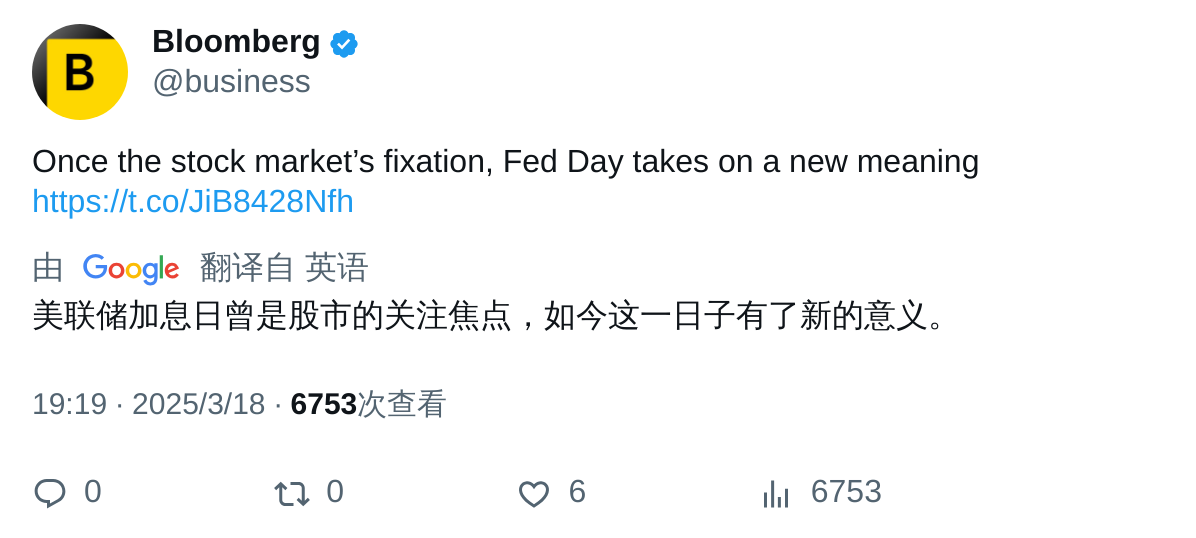 B
Bloomberg
@business
Once the stock market’s fixation, Fed Day takes on a new meaning
https://t.co/JiB8428Nfh
由 Google 翻译自 英语
美联储加息日曾是股市的关注焦点，如今这一日子有了新的意义。
19:19 · 2025/3/18 · 6753次查看
0 0 6 6753